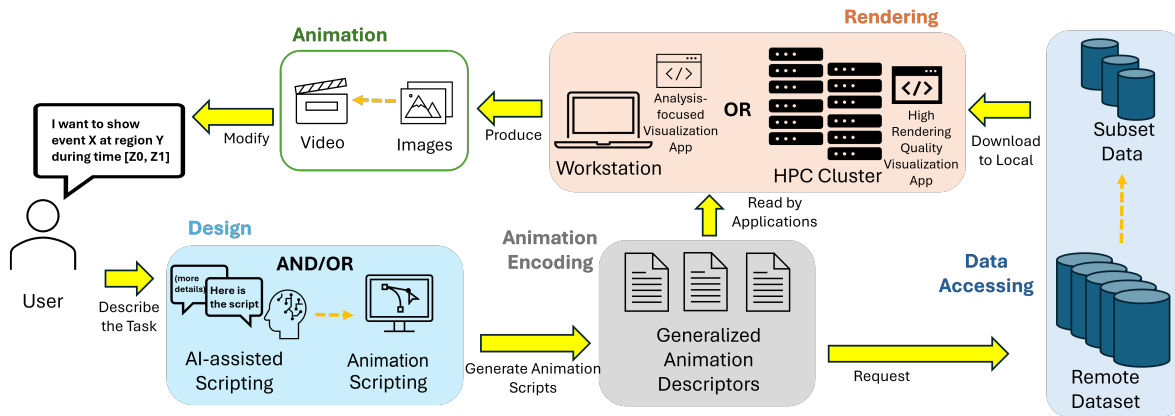 Rendering
Animation
Video
Images
Modify
Produce
I want to show
event X at region Y
during time [Z0, Z1]
User
Describe
the Task
Design
AND/OR
(more
details)
Here is
the script
AI-assisted
Scripting
Animation
Scripting
Generate Animation
Scripts
Animation
Encoding
Generalized
Animation
Descriptors
Read by
Applications
Workstation
</>
Analysis-
focused
Visualization
App
OR
HPC Cluster
</>
High
Rendering
Quality
Visualization
App
Download
to Local
Subset
Data
Data
Accessing
Request
Remote
Dataset